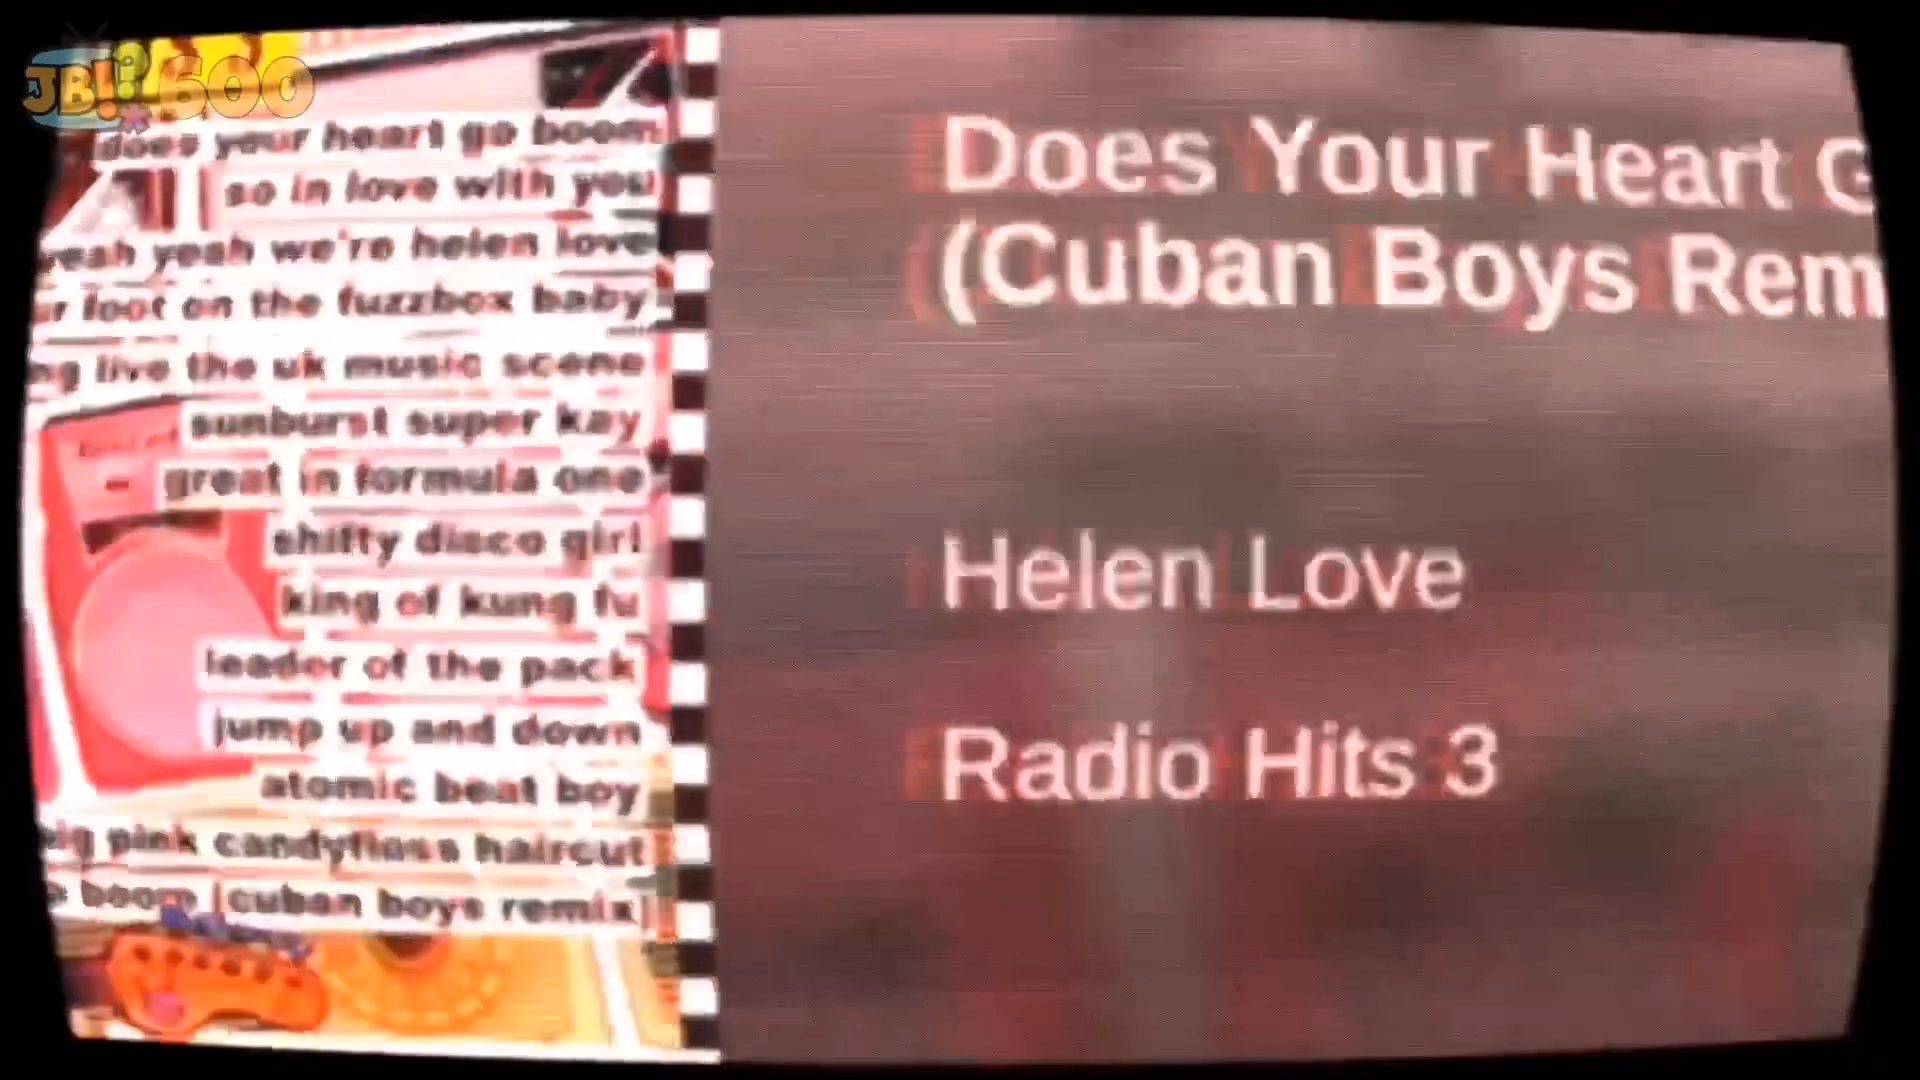 JB!? 600
does your heart go boom
so in love with you
yeah yeah we're helen love
foot on the fuzzbox baby
live the uk music scene
sunburst super kay
great in formula one
shifty disco girl
king of kung fu
leader of the pack
jump up and down
atomic beat boy
pink candyfloss haircut
boom (cuban boys remix)
Does Your Heart G
(Cuban Boys Rem
Helen Love
Radio Hits 3